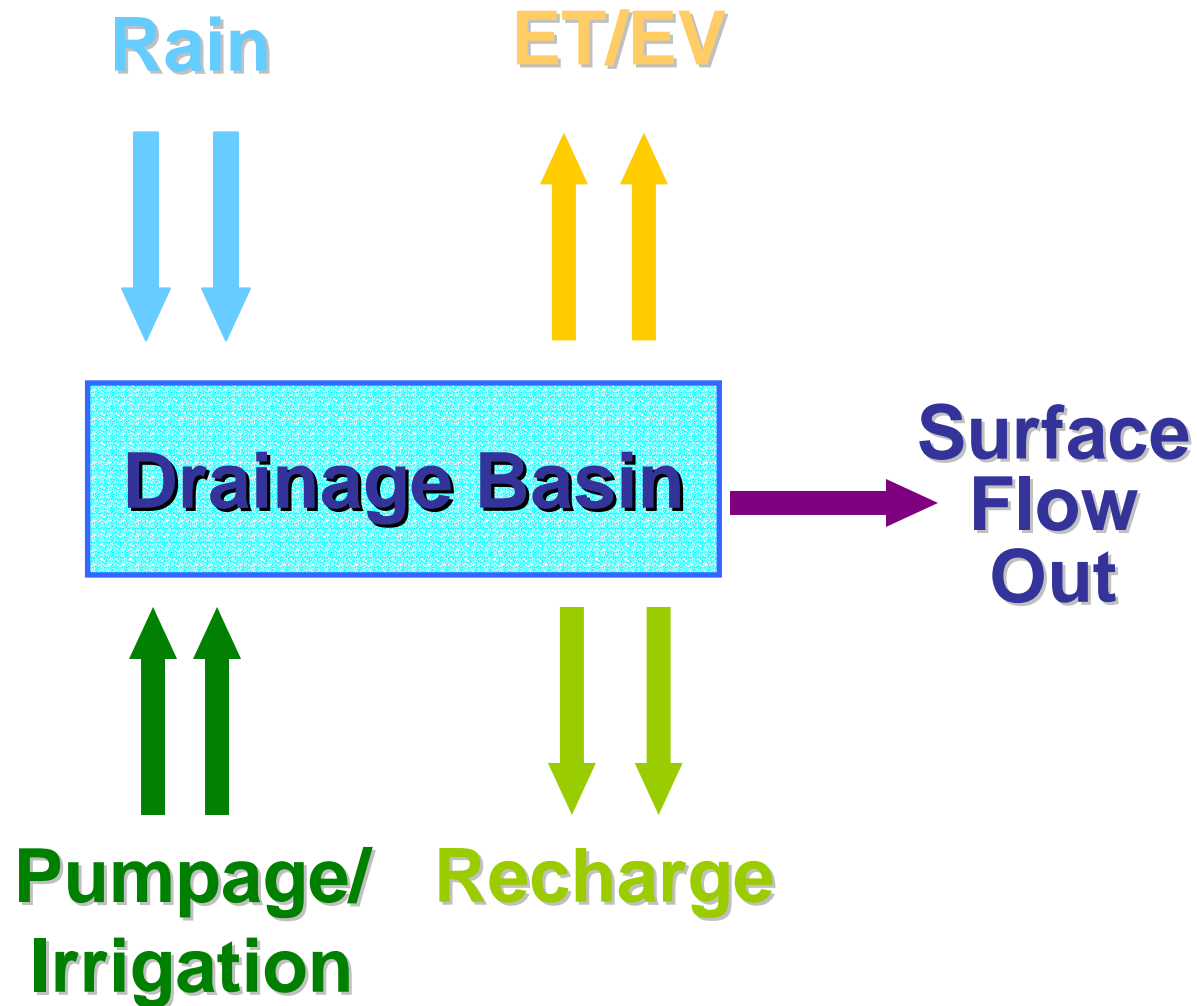 Rain
ET/EV
Drainage Basin
Surface
Flow
Out
Pumpage/
Irrigation
Recharge